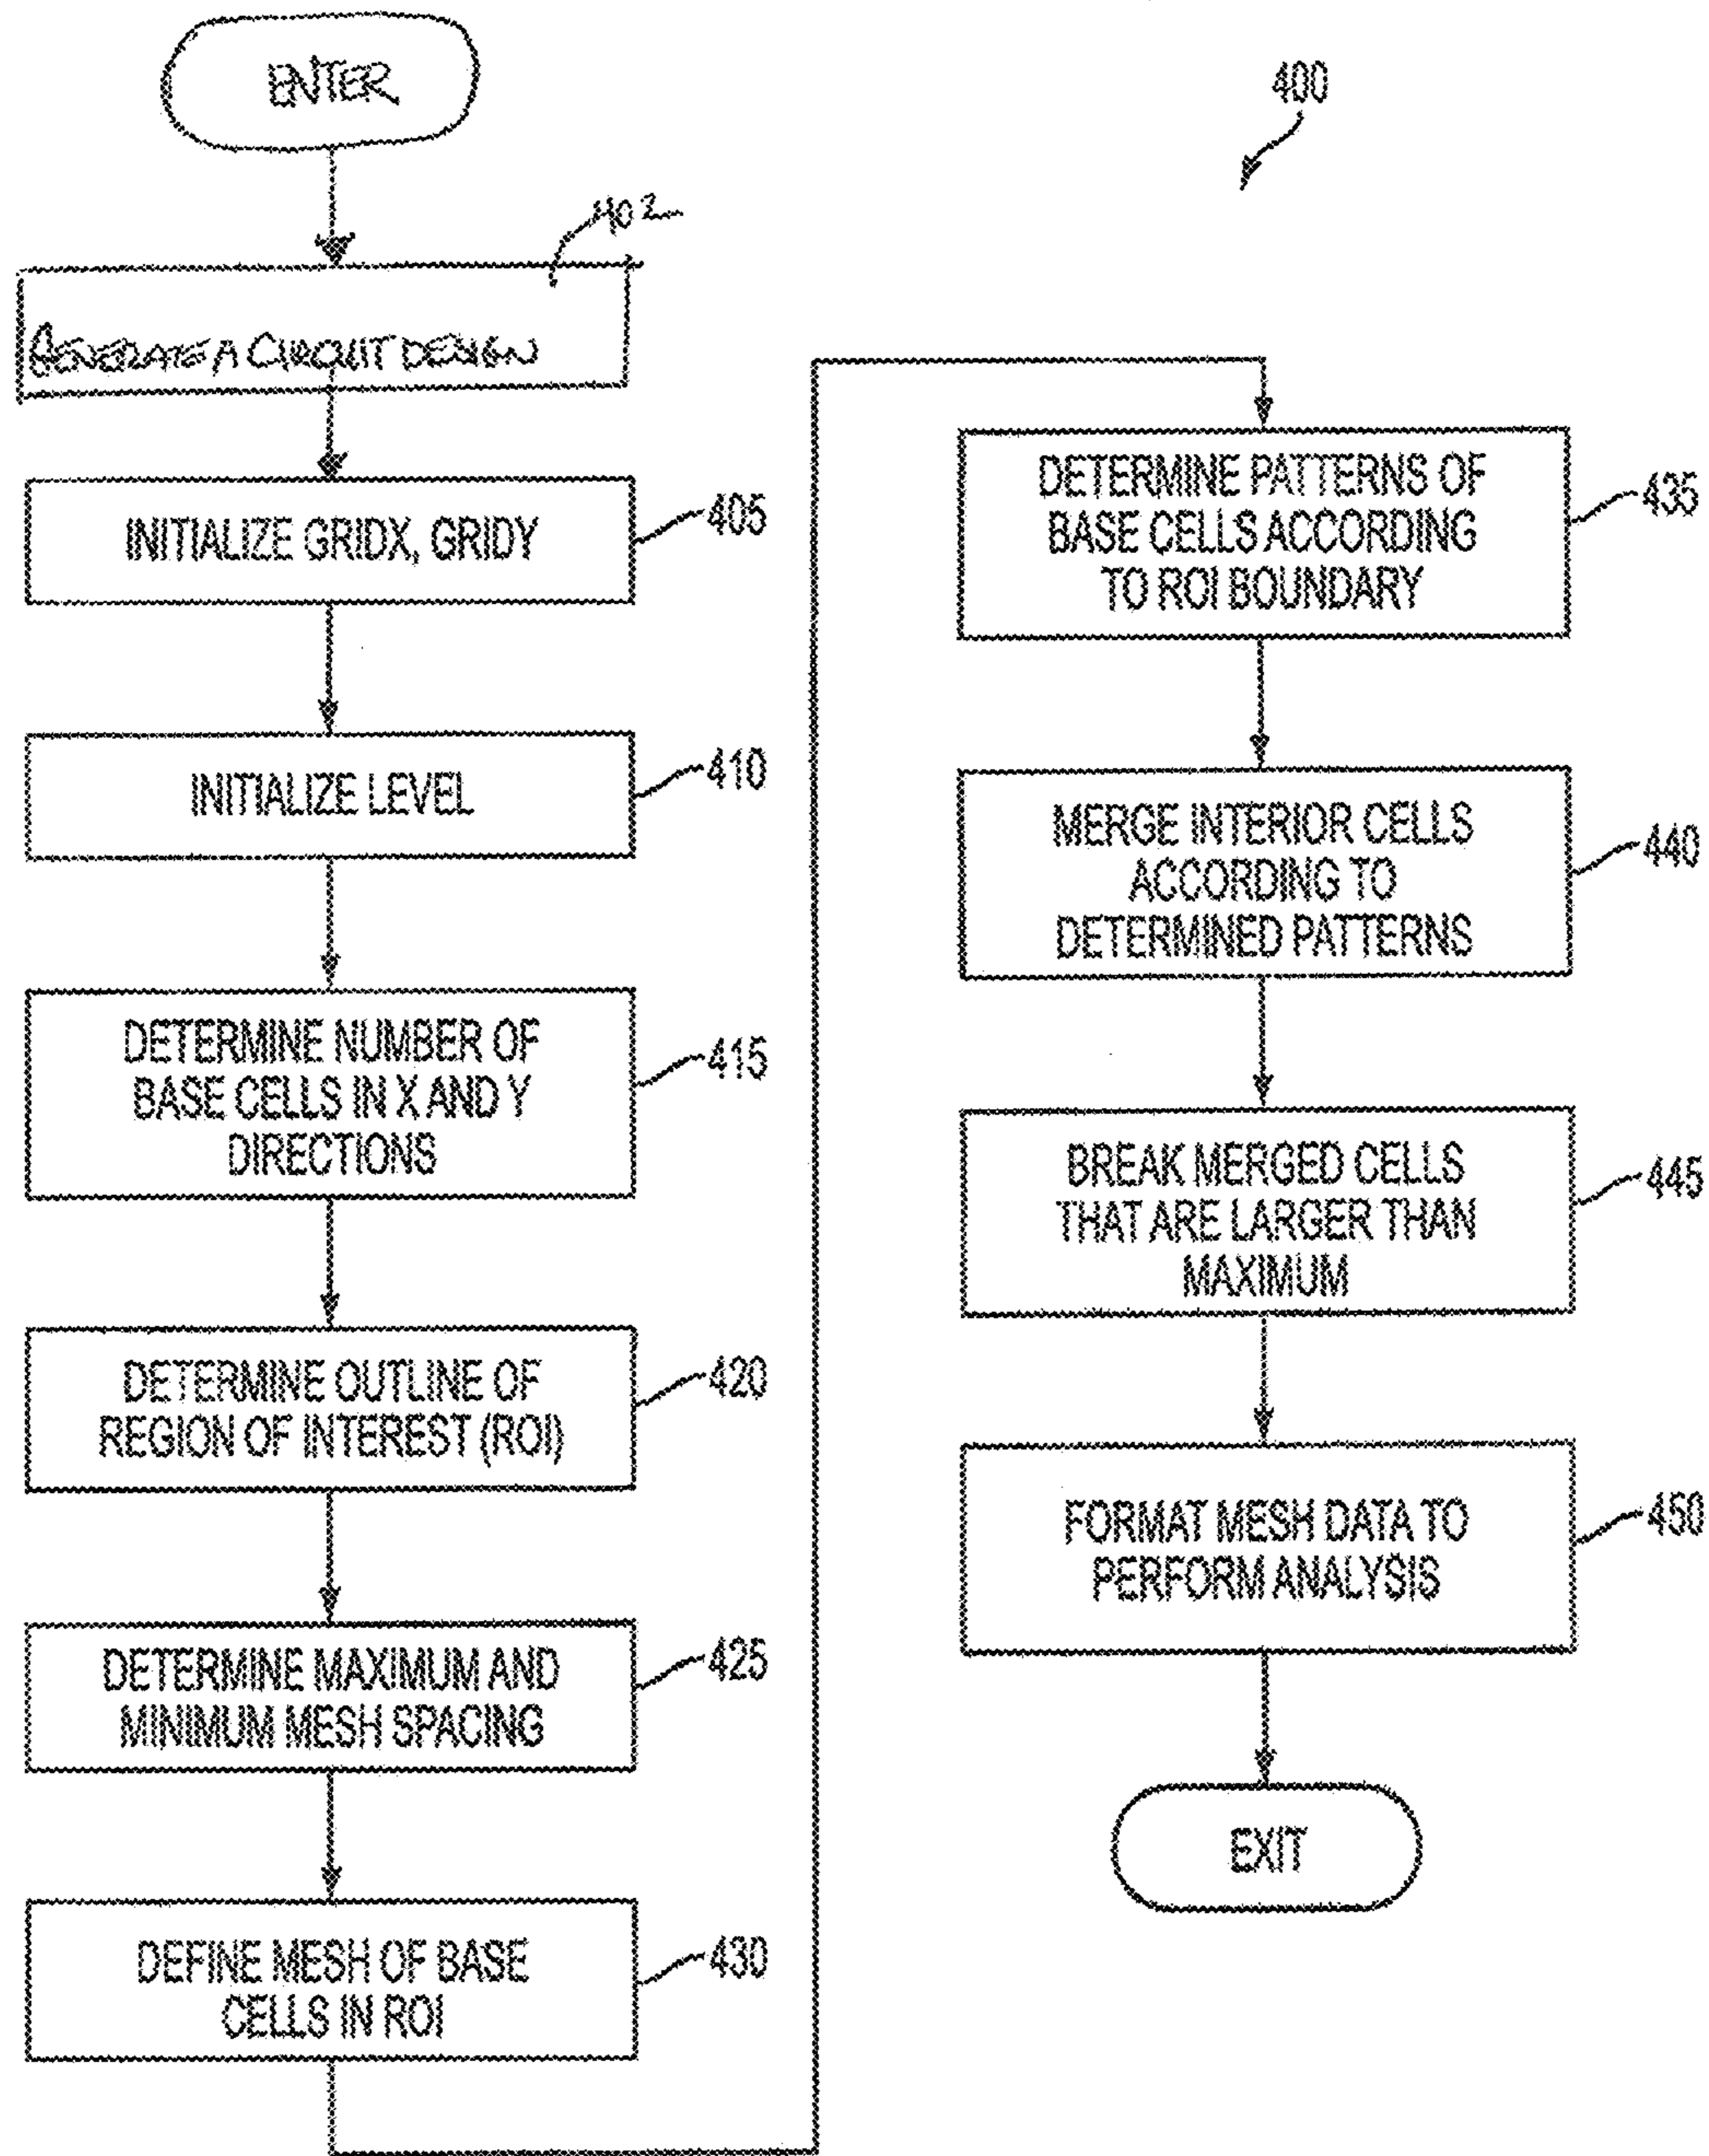 ENTER
400
402
GENERATE A CIRCUIT DESIGN
INITIALIZE GRIDX, GRIDY
405
INITIALIZE LEVEL
410
DETERMINE NUMBER OF
BASE CELLS IN X AND Y
DIRECTIONS
415
DETERMINE OUTLINE OF
REGION OF INTEREST (ROI)
420
DETERMINE MAXIMUM AND
MINIMUM MESH SPACING
425
DEFINE MESH OF BASE
CELLS IN ROI
430
DETERMINE PATTERNS OF
BASE CELLS ACCORDING
TO ROI BOUNDARY
435
MERGE INTERIOR CELLS
ACCORDING TO
DETERMINED PATTERNS
440
BREAK MERGED CELLS
THAT ARE LARGER THAN
MAXIMUM
445
FORMAT MESH DATA TO
PERFORM ANALYSIS
450
EXIT